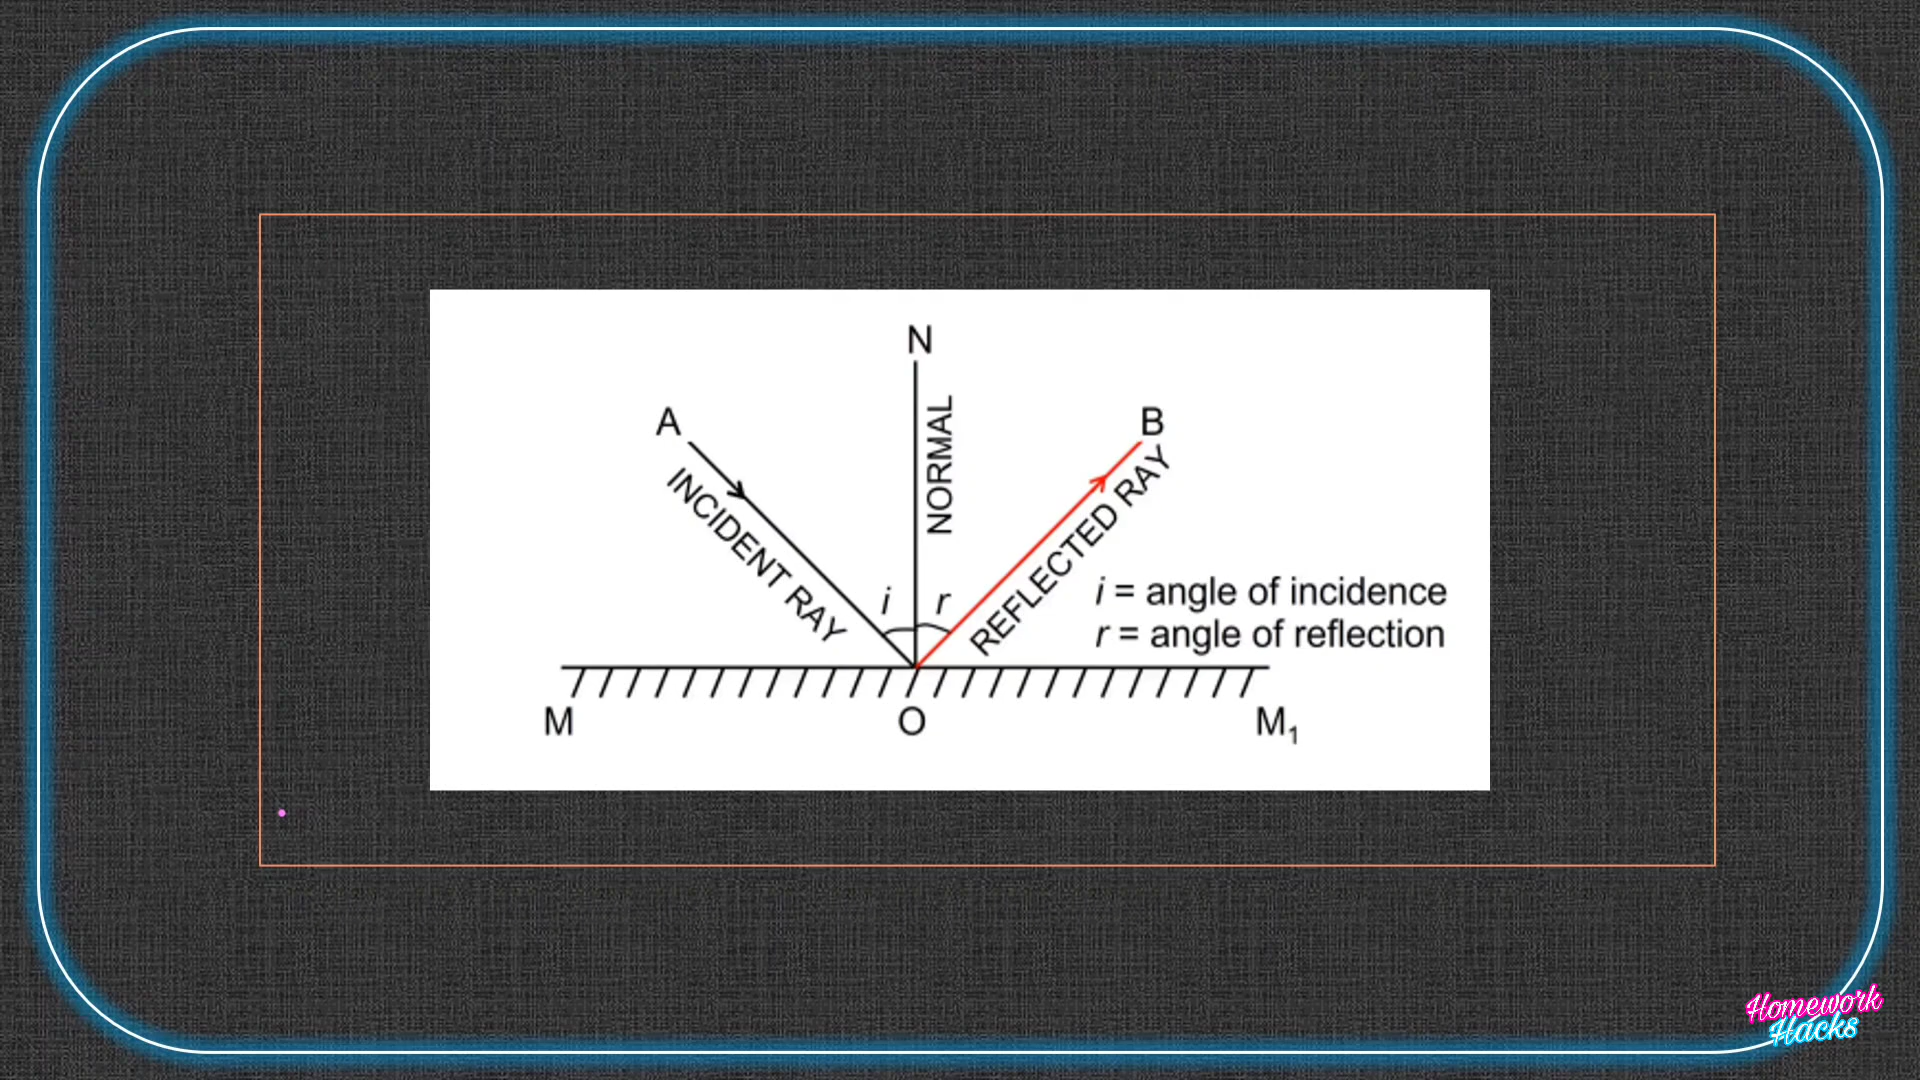 N
A
B
NORMAL
INCIDENT RAY
REFLECTED RAY
i
r
i = angle of incidence
r = angle of reflection
M
O
M₁
Homework
Hacks